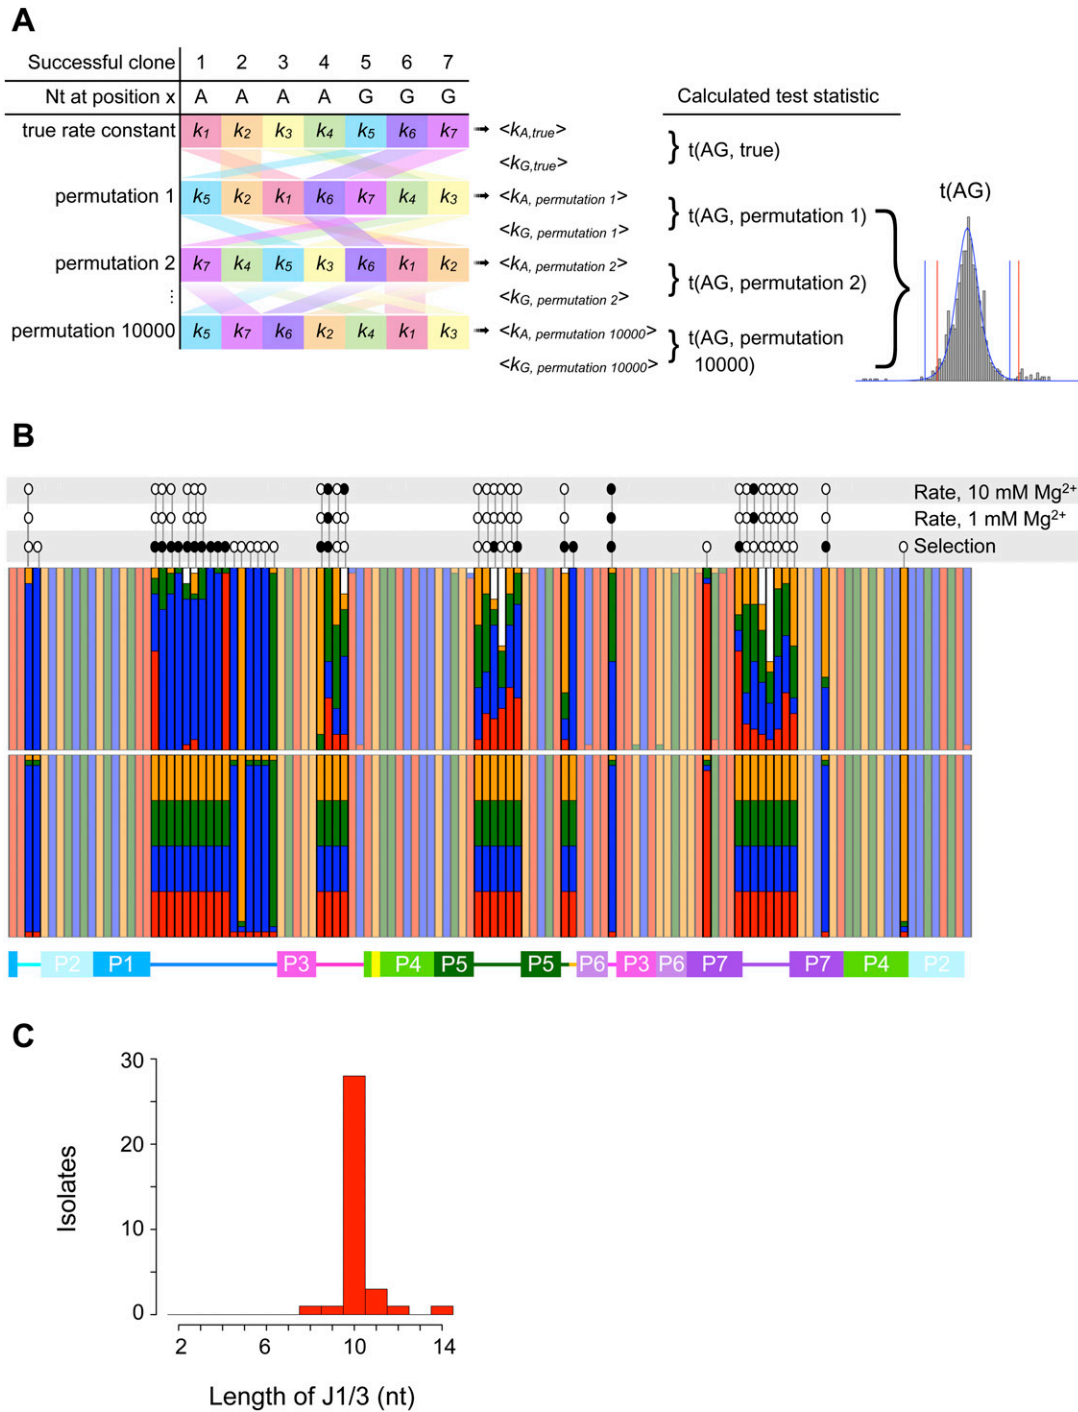 A
Successful clone 1 2 3 4 5 6 7
Nt at position x A A A A G G G
Calculated test statistic
true rate constant k1 k2 k3 k4 k5 k6 k7 <kA,true>
<kG,true>
} t(AG, true)
permutation 1 k5 k2 k1 k6 k7 k4 k3 <kA, permutation 1>
<kG, permutation 1>
} t(AG, permutation 1)
permutation 2 k7 k4 k5 k3 k6 k1 k2 <kA, permutation 2>
<kG, permutation 2>
} t(AG, permutation 2)
...
permutation 10000 k5 k7 k6 k2 k4 k1 k3 <kA, permutation 10000>
<kG, permutation 10000>
} t(AG, permutation
10000)
t(AG)
B
Rate, 10 mM Mg2+
Rate, 1 mM Mg2+
Selection
P2 P1 P3 P4 P5 P5 P6 P3 P6 P7 P7 P4 P2
C
30
20
10
0
Isolates
2 6 10 14
Length of J1/3 (nt)